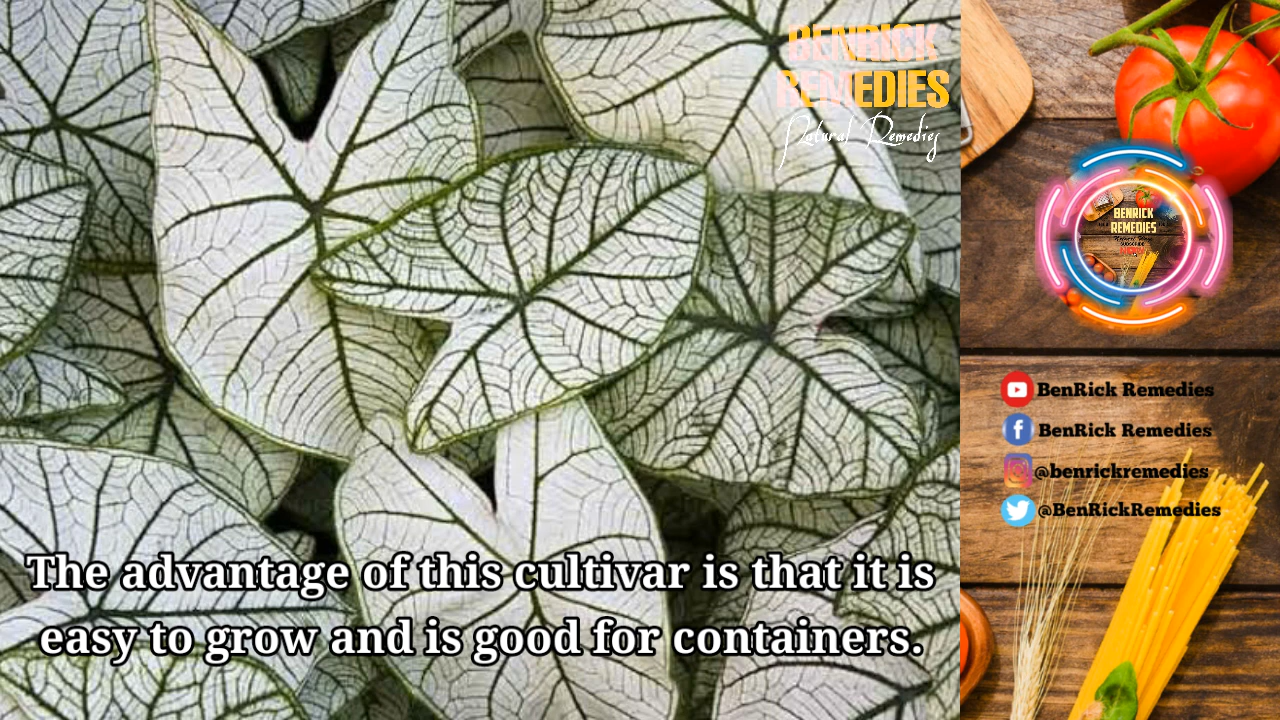 BENRICK
REMEDIES
Natural Remedies
BENRICK
REMEDIES
BenRick Remedies
BenRick Remedies
@benrickremedies
@BenRickRemedies
The advantage of this cultivar is that it is
easy to grow and is good for containers.